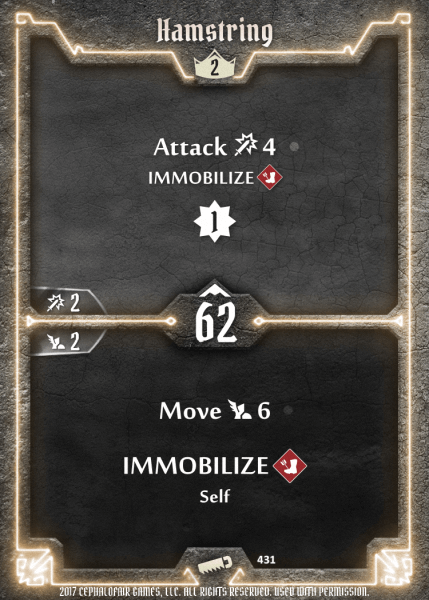 Hamstring
2
Attack 4
IMMOBILIZE
1
2
62
2
Move 6
IMMOBILIZE
Self
431
2017 CEPHALOFAIR GAMES, LLC. ALL RIGHTS RESERVED. USED WITH PERMISSION.